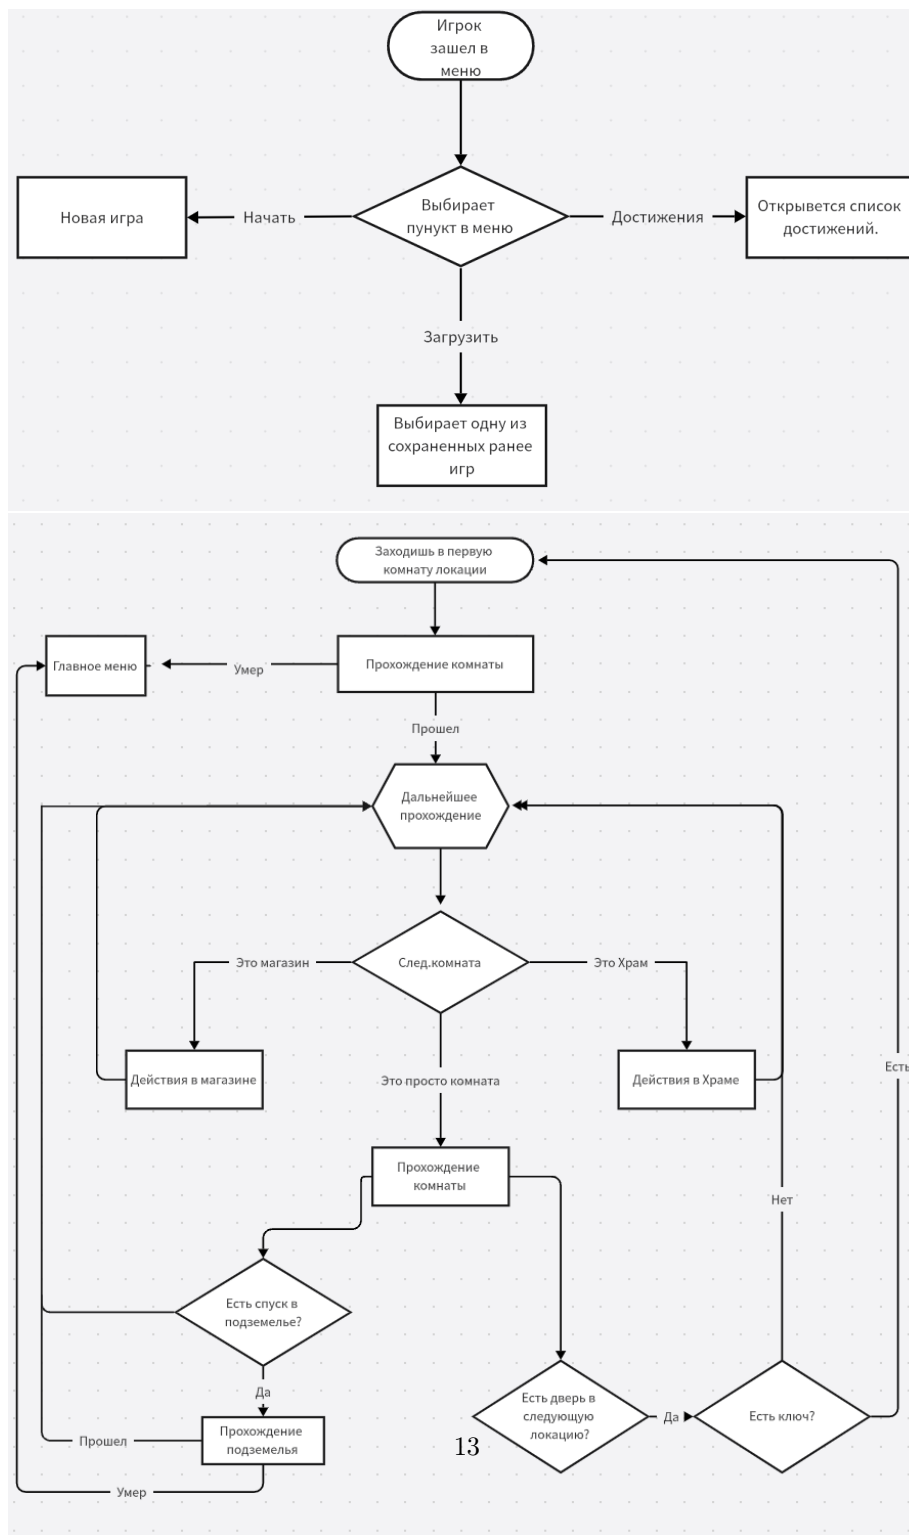 Игрок
зашел в
меню
Новая игра
Начать
Выбирает
пунукт в меню
Достижения
Открывется список
достижений.
Загрузить
Выбирает одну из
сохраненных ранее
игр
Заходишь в первую
комнату локации
Главное меню
Умер
Прохождение комнаты
Прошел
Дальнейшее
прохождение
Это магазин
След.комната
Это Храм
Действия в магазине
Это просто комната
Действия в Храме
Есть
Прохождение
комнаты
Нет
Есть спуск в
подземелье?
Да
Есть дверь в
следующую
локацию?
Да
Есть ключ?
Прошел
Прохождение
подземелья
13
Умер